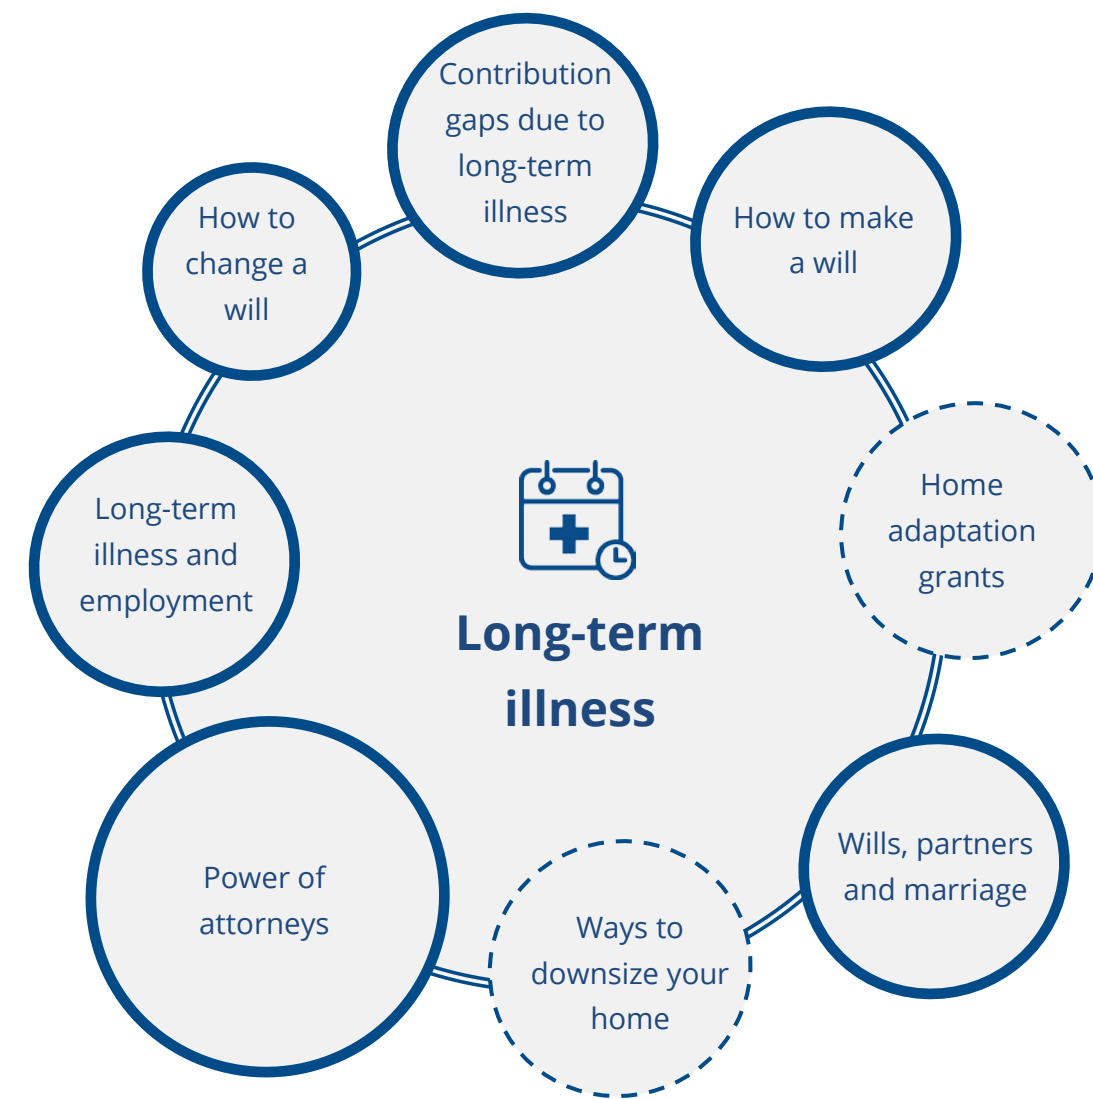 Contribution
gaps due to
long-term
illness
How to make
a will
How to
change a
will
Home
adaptation
grants
Long-term
illness and
employment
Long-term
illness
Wills, partners
and marriage
Power of
attorneys
Ways to
downsize your
home